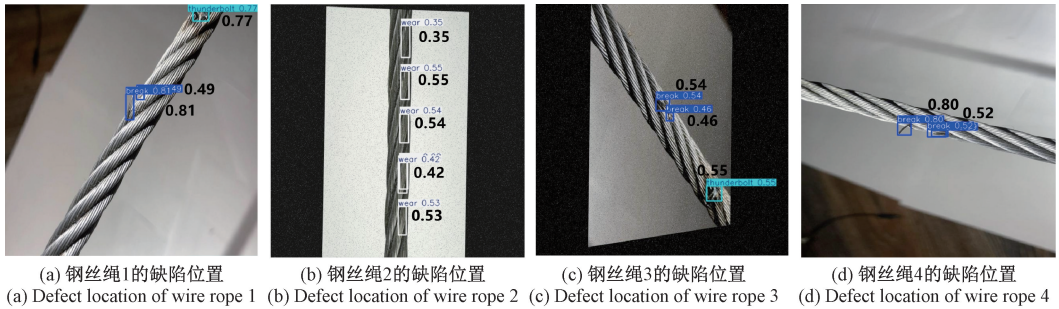 thunderbolt 0.77
0.77
break 0.81
49
0.49
0.81
wear 0.35
0.35
wear 0.55
0.55
wear 0.54
0.54
wear 0.42
0.42
wear 0.53
0.53
0.54
break 0.54
break 0.46
0.46
0.55
thunderbolt 0.55
0.80
0.52
break 0.80
break 0.52
(a) 钢丝绳1的缺陷位置
(a) Defect location of wire rope 1
(b) 钢丝绳2的缺陷位置
(b) Defect location of wire rope 2
(c) 钢丝绳3的缺陷位置
(c) Defect location of wire rope 3
(d) 钢丝绳4的缺陷位置
(d) Defect location of wire rope 4